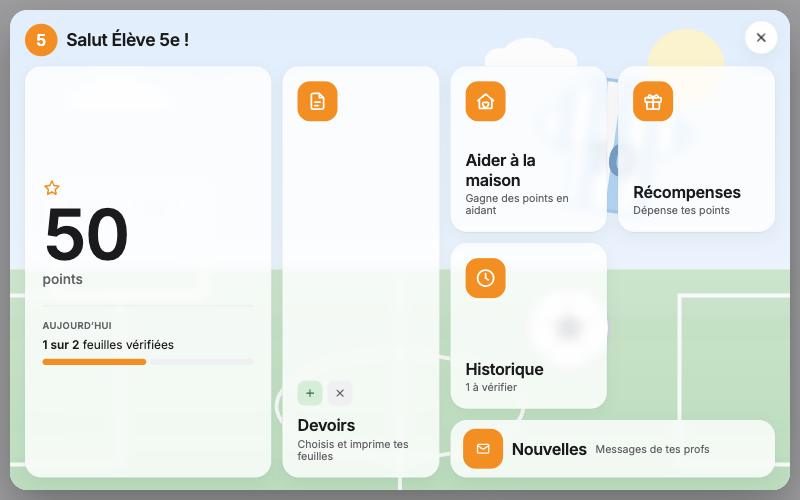 5 Salut Élève 5e !
50
points
AUJOURD'HUI
1 sur 2 feuilles vérifiées
Devoirs
Choisis et imprime tes
feuilles
Aider à la
maison
Gagne des points en
aidant
Récompenses
Dépense tes points
Historique
1 à vérifier
Nouvelles Messages de tes profs